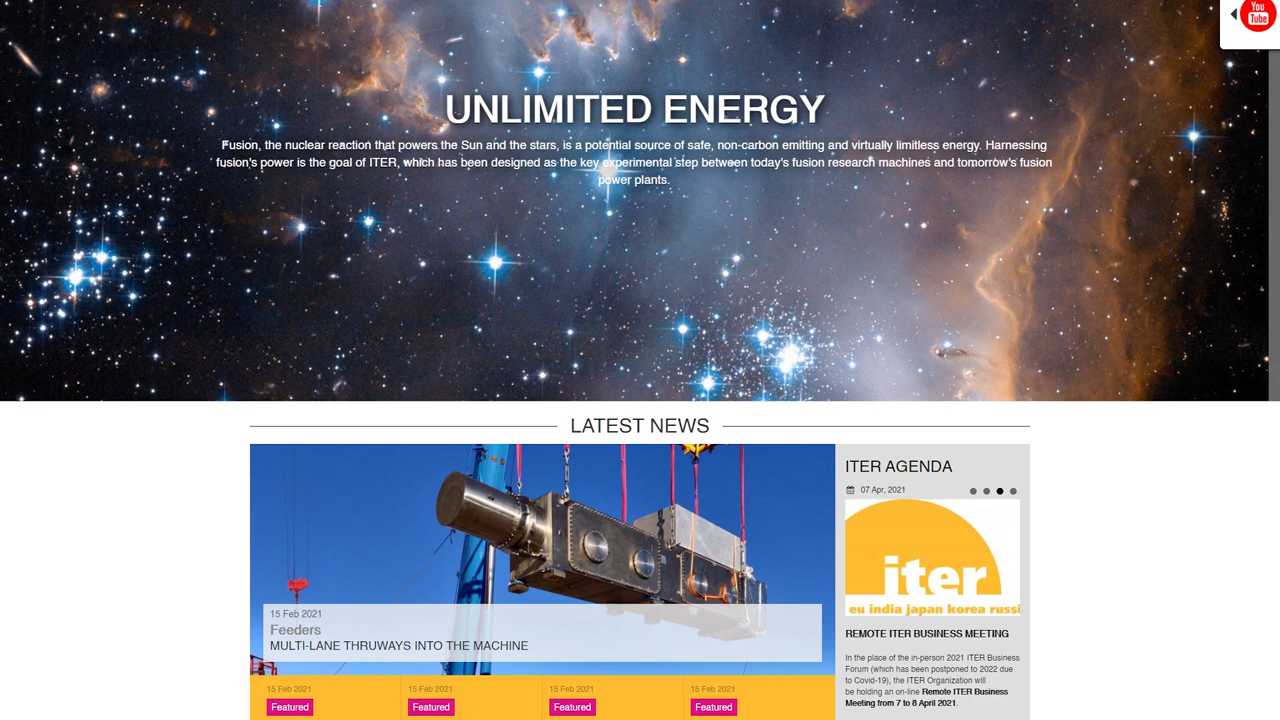 You
Tube
UNLIMITED ENERGY
Fusion, the nuclear reaction that powers the Sun and the stars, is a potential source of safe, non-carbon emitting and virtually limitless energy. Harnessing
fusion's power is the goal of ITER, which has been designed as the key experimental step between today's fusion research machines and tomorrow's fusion
power plants.
LATEST NEWS
15 Feb 2021
Feeders
MULTI-LANE THRUWAYS INTO THE MACHINE
15 Feb 2021
Featured
15 Feb 2021
Featured
15 Feb 2021
Featured
15 Feb 2021
Featured
ITER AGENDA
07 Apr, 2021
iter
eu india japan korea russi
REMOTE ITER BUSINESS MEETING
In the place of the in-person 2021 ITER Business
Forum (which has been postponed to 2022 due
to Covid-19), the ITER Organization will
be holding an on-line Remote ITER Business
Meeting from 7 to 8 April 2021.